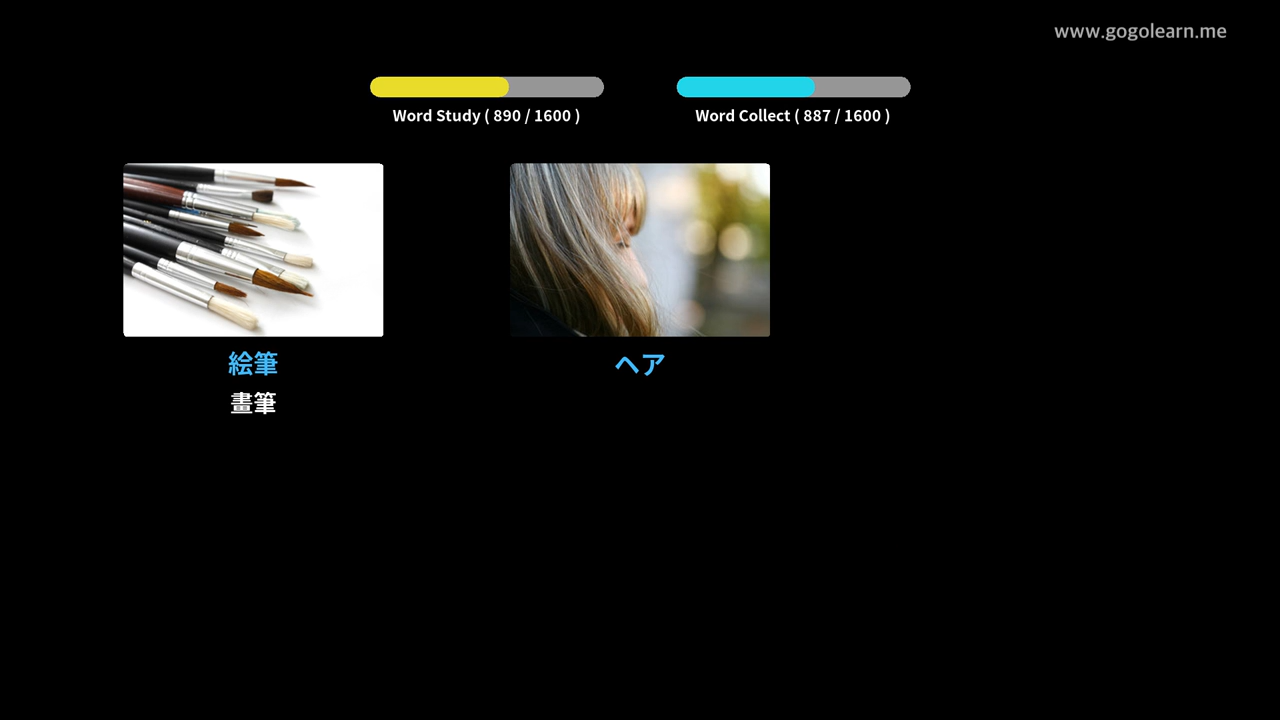 www.gogolearn.me
Word Study ( 890 / 1600 )
Word Collect ( 887 / 1600 )
絵筆
畫筆
ヘア